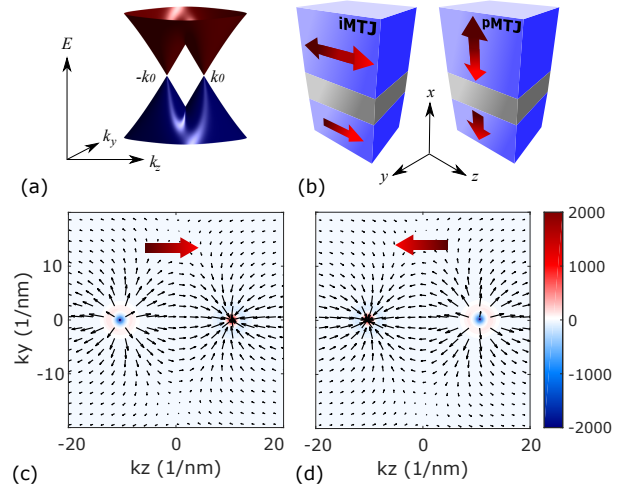 E
-k0 k0
ky
kz
(a)
iMTJ pMTJ
x
y z
(b)
10
0
-10
ky (1/nm)
-20 0 20
kz (1/nm)
(c)
-20 0 20
kz (1/nm)
(d)
2000
1000
0
-1000
-2000